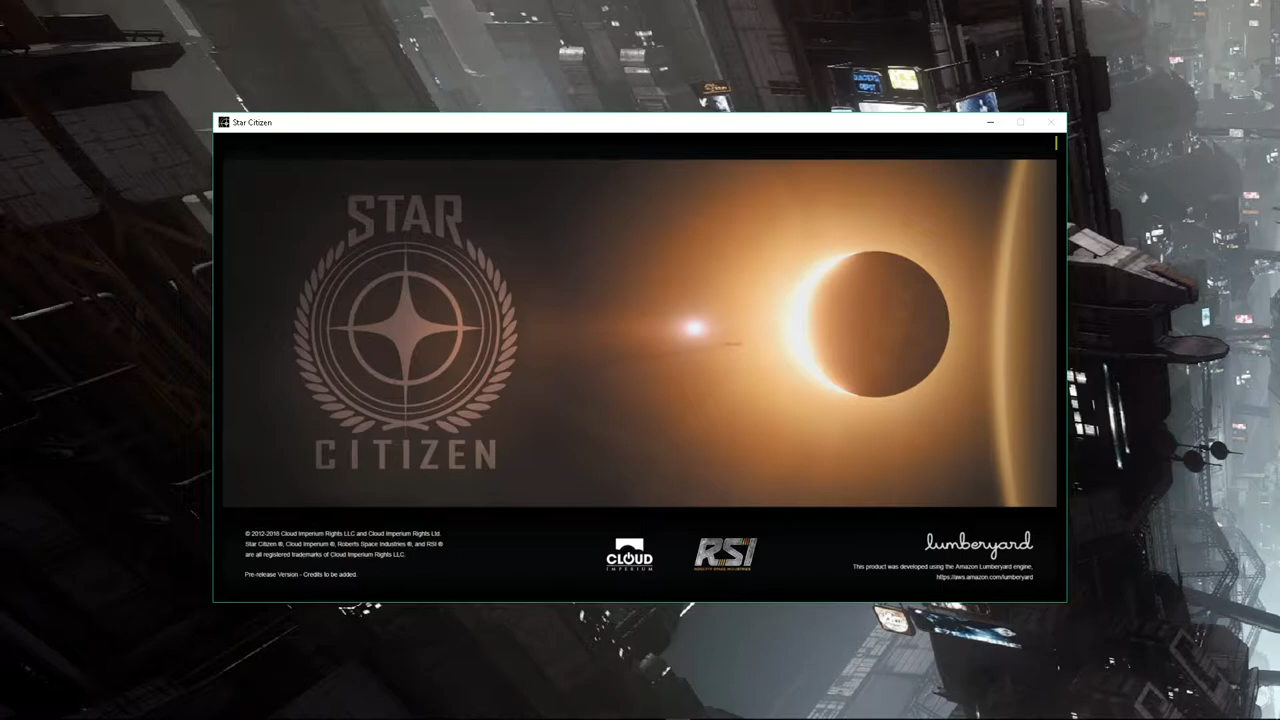 Star Citizen
STAR
CITIZEN
© 2012-2016 Cloud Imperium Rights LLC and Cloud Imperium Rights Ltd.
Star Citizen ®, Cloud Imperium ®, Roberts Space Industries ®, and RSI ®
are all registered trademarks of Cloud Imperium Rights LLC.
Pre-release Version - Credits to be added.
CLOUD
IMPERIUM
RSI
ROBERTS SPACE INDUSTRIES
lumberyard
This product was developed using the Amazon Lumberyard engine,
https://aws.amazon.com/lumberyard